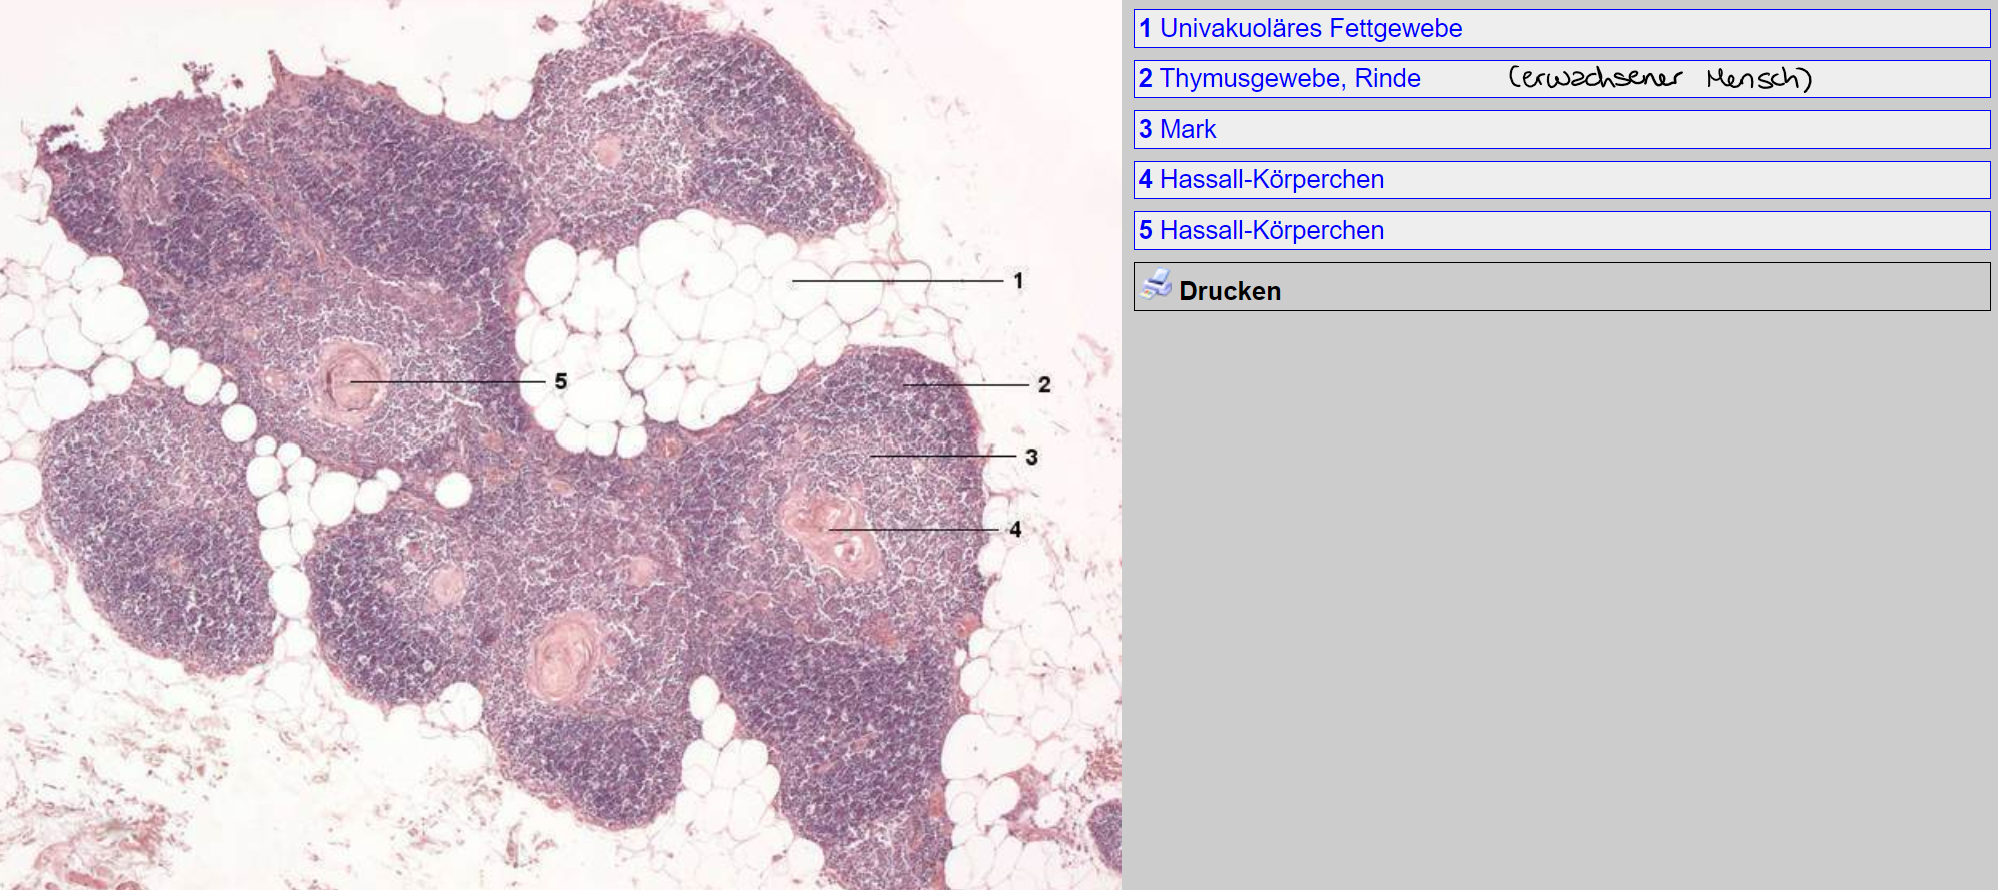 1 Univakuoläres Fettgewebe
2 Thymusgewebe, Rinde (erwachsener Mensch)
3 Mark
4 Hassall-Körperchen
5 Hassall-Körperchen
Drucken
1
5
2
3
4